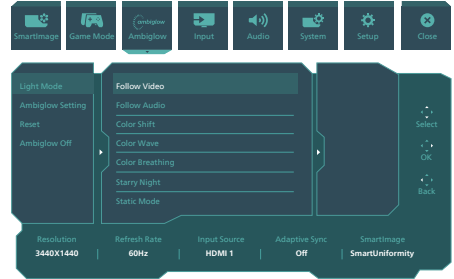 ambiglow
SmartImage
Game Mode
Ambiglow
Input
Audio
System
Setup
Close
Light Mode
Ambiglow Setting
Reset
Ambiglow Off
Follow Video
Follow Audio
Color Shift
Color Wave
Color Breathing
Starry Night
Static Mode
Select
OK
Back
Resolution
Refresh Rate
Input Source
Adaptive Sync
SmartImage
3440X1440 | 60Hz | HDMI 1 | Off | SmartUniformity